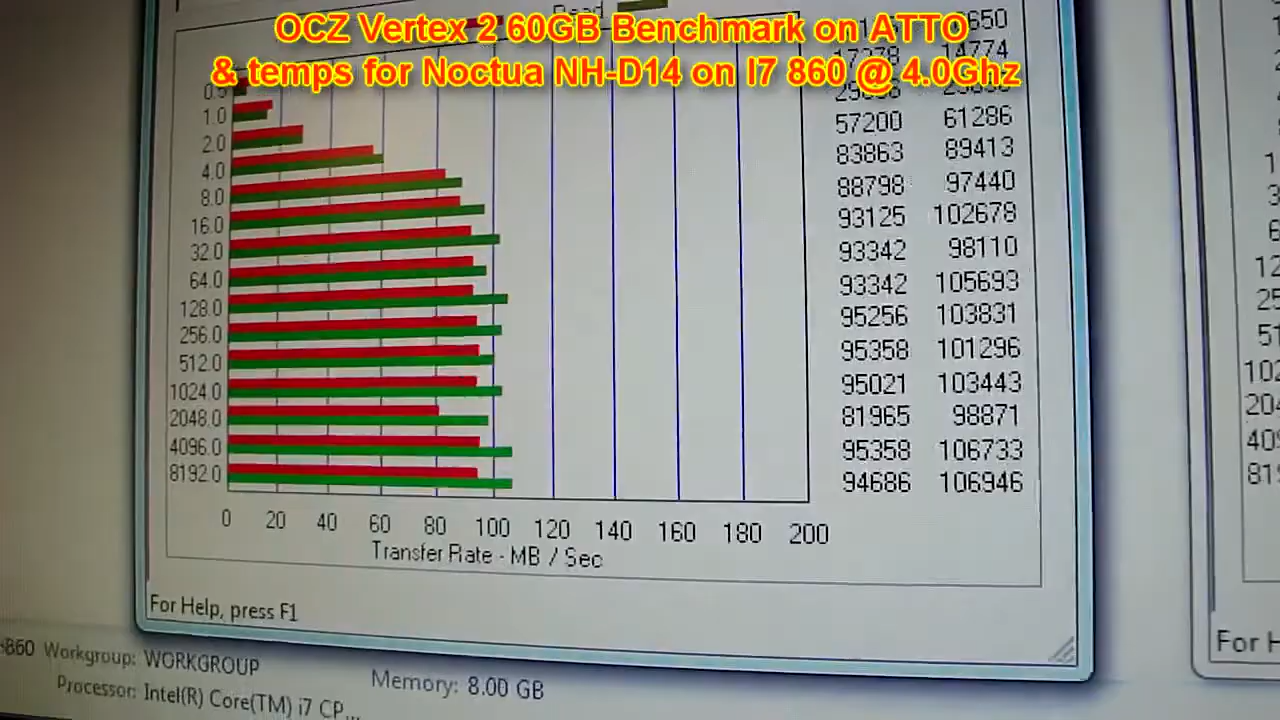 OCZ Vertex 2 60GB Benchmark on ATTO
& temps for Noctua NH-D14 on I7 860 @ 4.0Ghz
Read
17378 14774
1.0 57200 61286
2.0 83863 89413
4.0 88798 97440
8.0 93125 102679
16.0 93342 98110
32.0 93342 105693
64.0 95256 103831
128.0 95358 101296
256.0 95021 103443
512.0 81965 98871
1024.0 95358 106733
2048.0 94686 106946
4096.0
8192.0
0 20 40 60 80 100 120 140 160 180 200
Transfer Rate - MB / Sec
For Help, press F1
Workgroup: WORKGROUP
Processor: Intel(R) Core(TM) i7 CP...
Memory: 8.00 GB
For